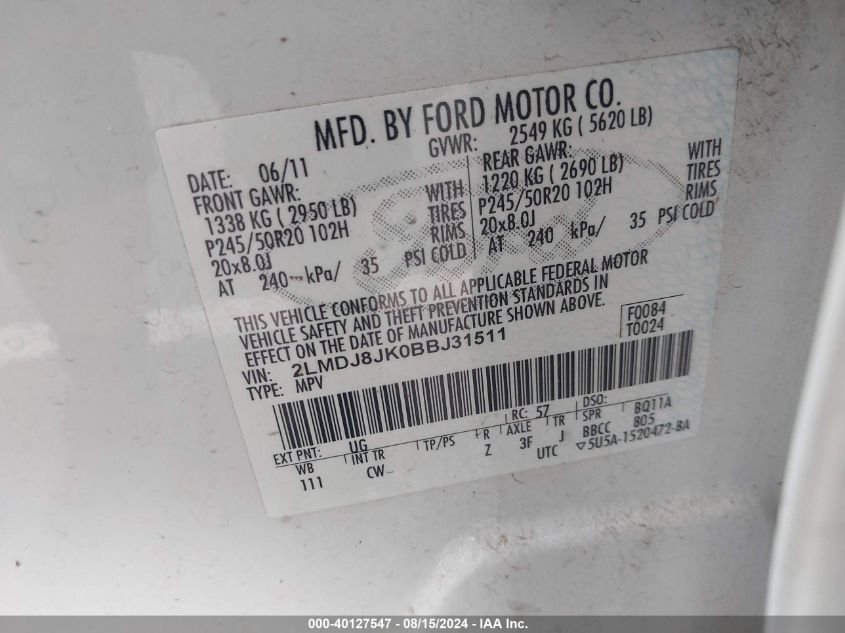 MFD. BY FORD MOTOR CO.
DATE: 06/11 GVWR: 2549 KG ( 5620 LB)
FRONT GAWR: REAR GAWR:
1338 KG ( 2950 LB) WITH 1220 KG ( 2690 LB) WITH
P245/50R20 102H TIRES P245/50R20 102H TIRES
20x8.0J RIMS 20x8.0J RIMS
AT 240 kPa/ 35 PSI COLD AT 240 kPa/ 35 PSI COLD
THIS VEHICLE CONFORMS TO ALL APPLICABLE FEDERAL MOTOR
VEHICLE SAFETY AND THEFT PREVENTION STANDARDS IN
EFFECT ON THE DATE OF MANUFACTURE SHOWN ABOVE.
F0084
T0024
VIN: 2LMDJ8JK0BBJ31511
TYPE: MPV
EXT PNT: UG RC: 57 DSO:
WB INT TR TP/PS R AXLE TR SPR BQ11A
111 CW Z 3F J BBCC 805
UTC 5U5A-1520472-BA
000-40127547 - 08/15/2024 - IAA Inc.